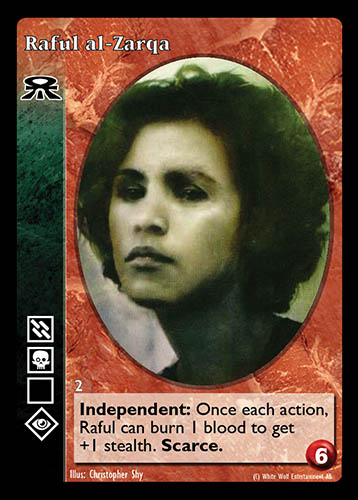 Raful al-Zarqa
2
Independent: Once each action,
Raful can burn 1 blood to get
+1 stealth. Scarce.
6
Illus: Christopher Shy
(C) White Wolf Entertainment AB